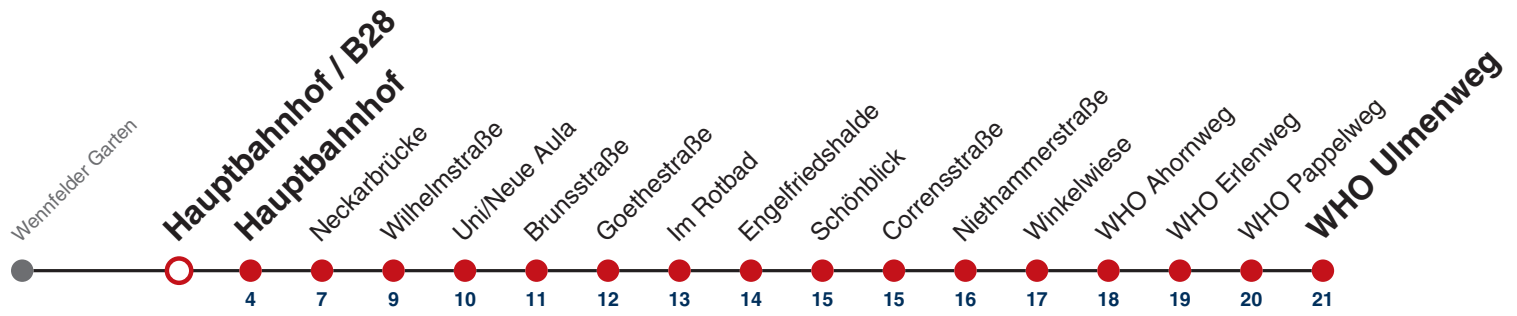 Wennfelder Garten
Hauptbahnhof / B28
Hauptbahnhof
Neckarbrücke
Wilhelmstraße
Uni/Neue Aula
Brunsstraße
Goethestraße
Im Rotbad
Engelfriedshalde
Schönblick
Corrensstraße
Niethammerstraße
Winkelwiese
WHO Ahornweg
WHO Erlenweg
WHO Pappelweg
WHO Ulmenweg
4 7 9 10 11 12 13 14 15 15 16 17 18 19 20 21